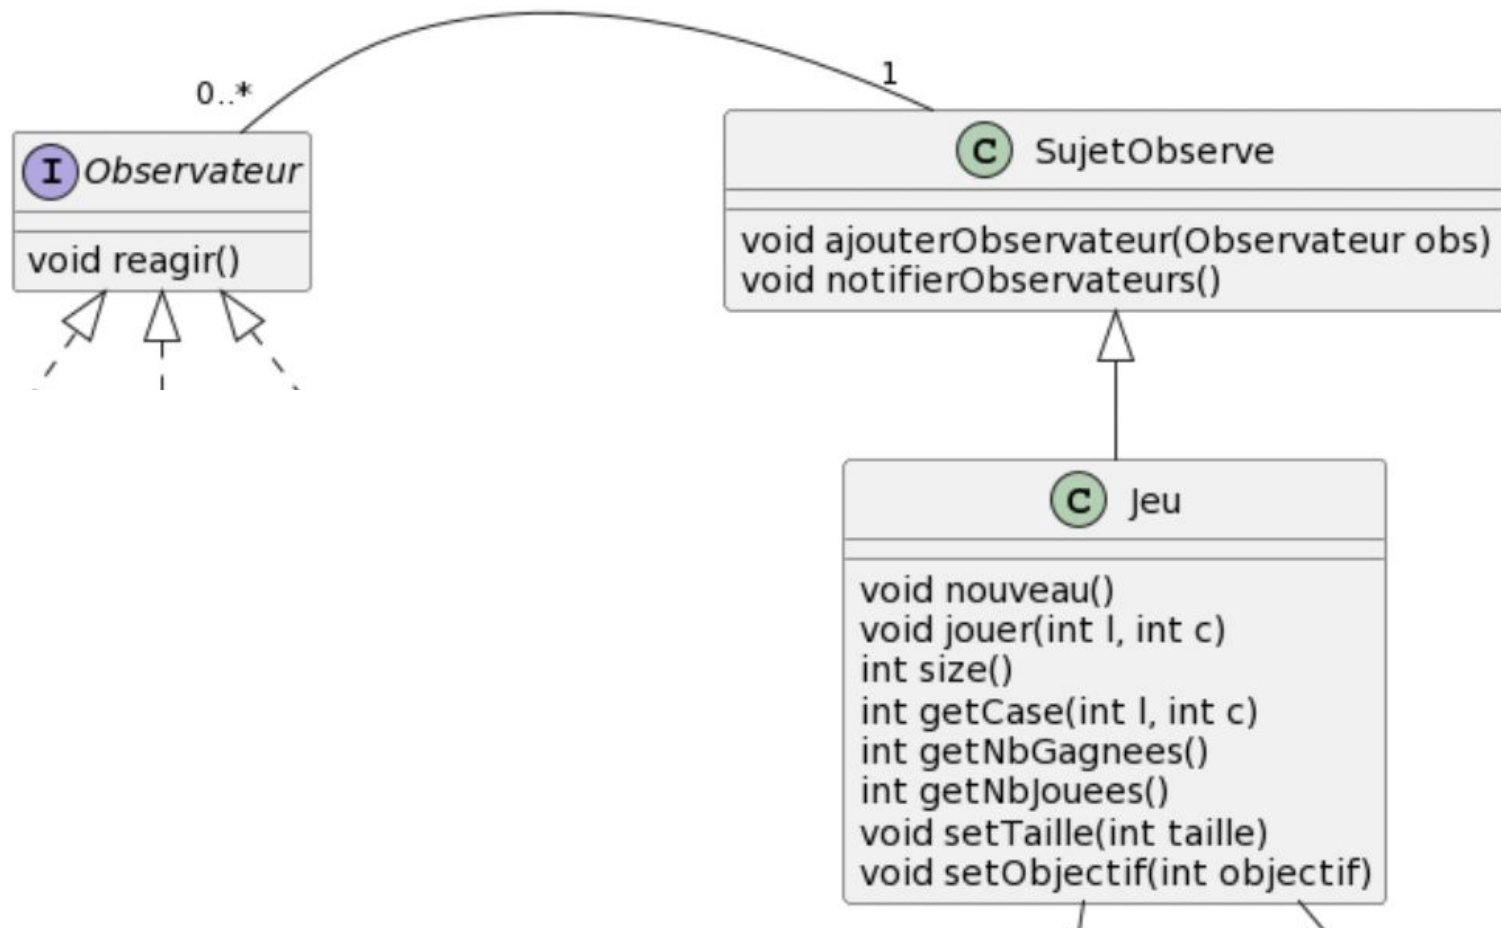 0..*
1
I Observateur
void reagir()
C SujetObserve
void ajouterObservateur(Observateur obs)
void notifierObservateurs()
C Jeu
void nouveau()
void jouer(int l, int c)
int size()
int getCase(int l, int c)
int getNbGagnees()
int getNbJouees()
void setTaille(int taille)
void setObjectif(int objectif)